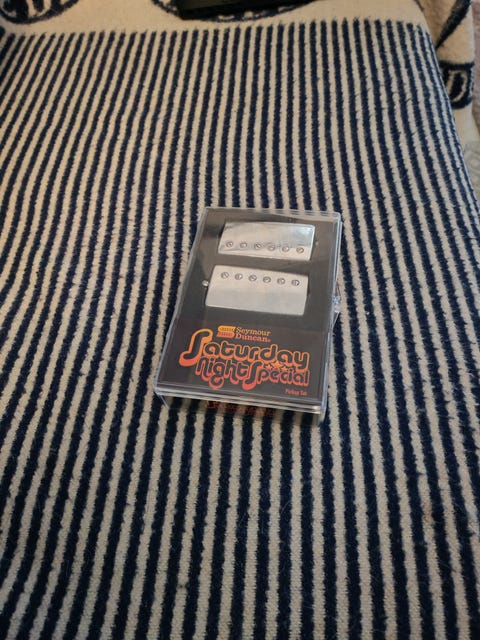 Seymour
Duncan®
Saturday
Night Special
Pickup Set